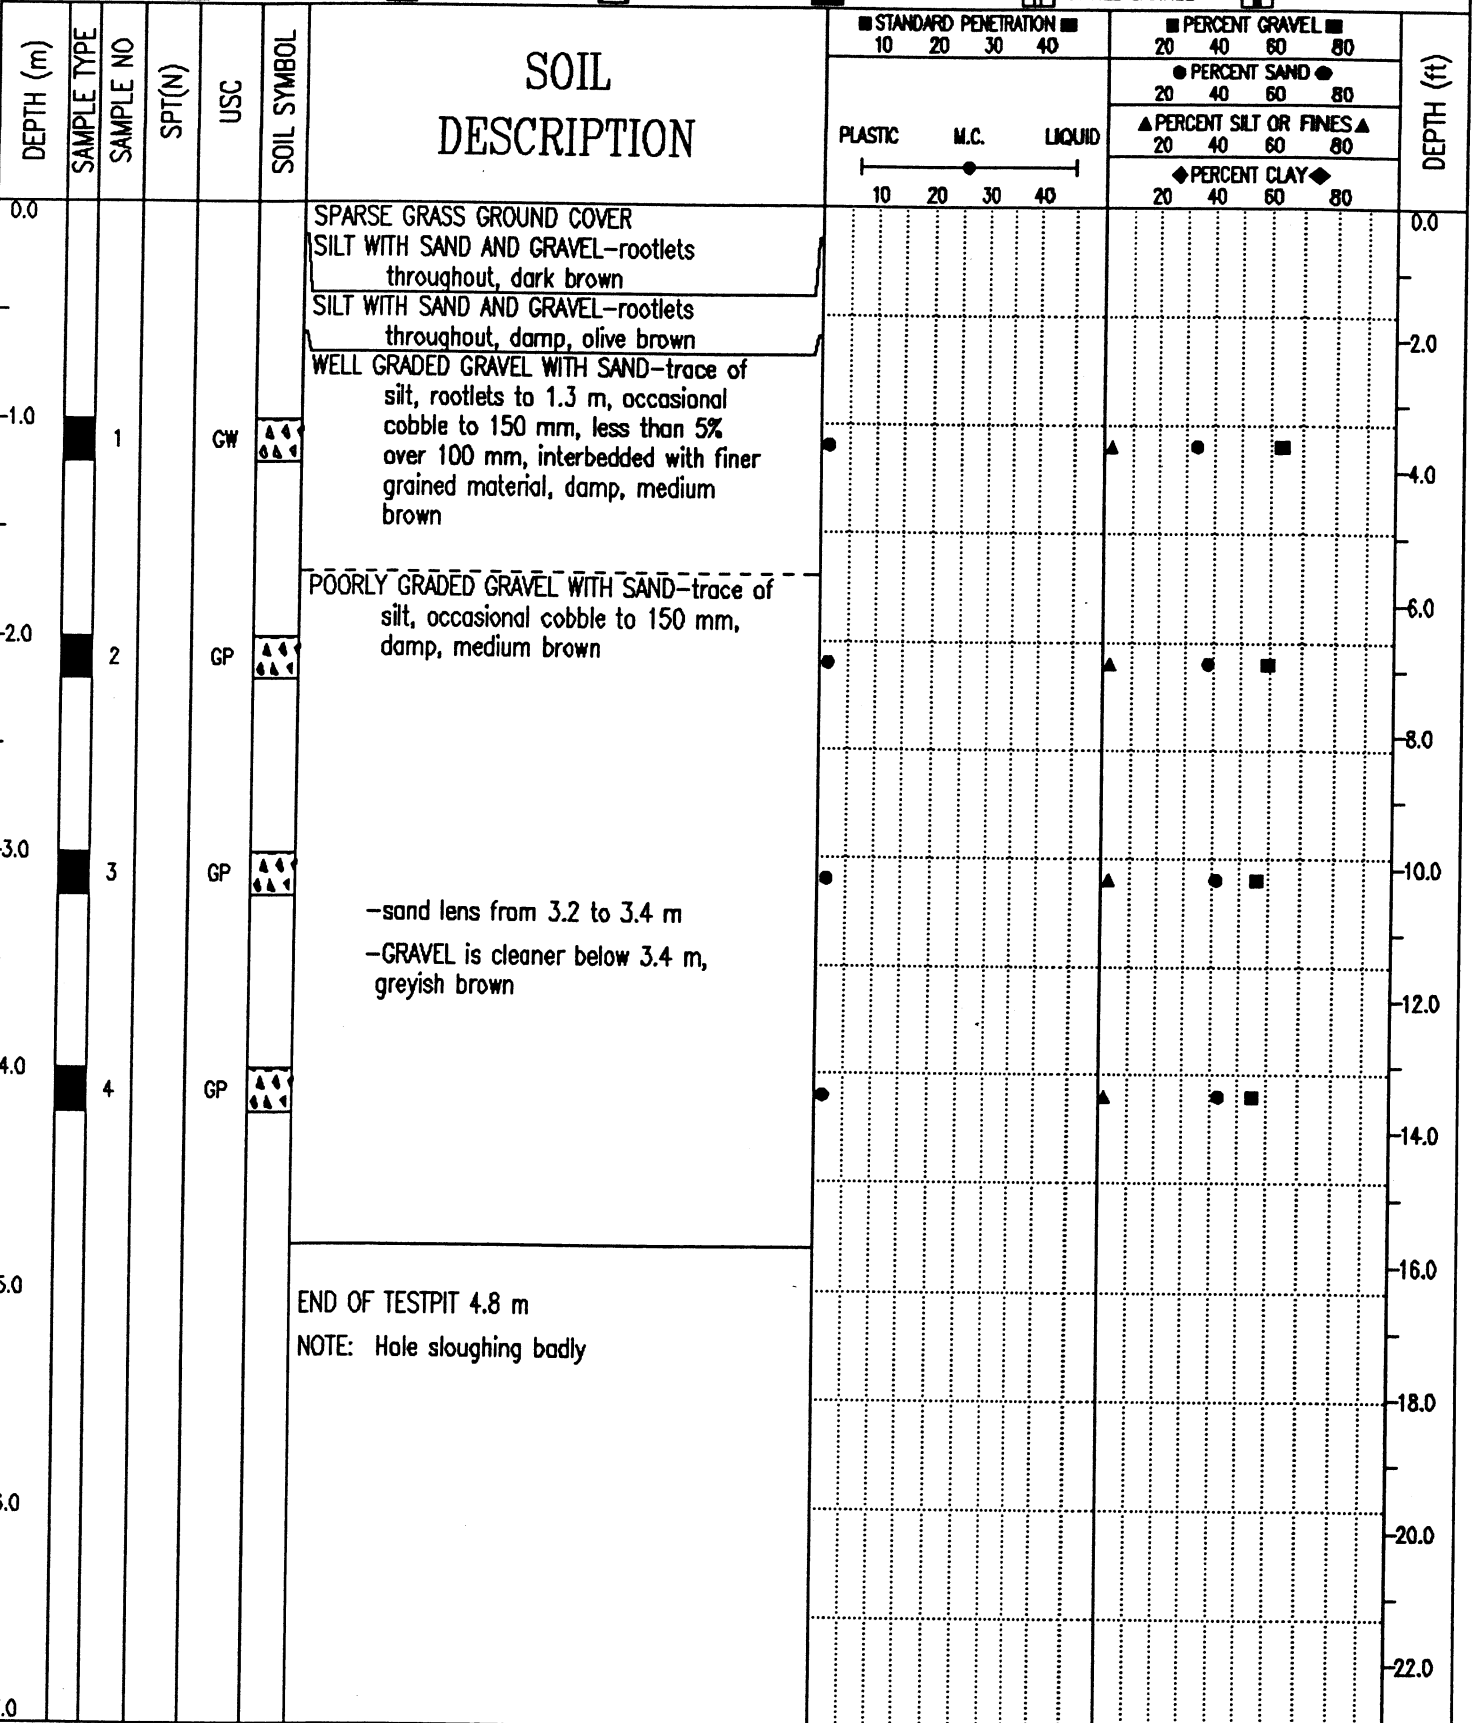 DEPTH (m)
SAMPLE TYPE
SAMPLE NO
SPT(N)
USC
SOIL SYMBOL
SOIL
DESCRIPTION
■ STANDARD PENETRATION ■
10 20 30 40
PLASTIC M.C. LIQUID
10 20 30 40
■ PERCENT GRAVEL ■
20 40 60 80
● PERCENT SAND ●
20 40 60 80
▲ PERCENT SILT OR FINES ▲
20 40 60 80
◆ PERCENT CLAY ◆
20 40 60 80
DEPTH (ft)
0.0
SPARSE GRASS GROUND COVER
0.0
SILT WITH SAND AND GRAVEL-rootlets
throughout, dark brown
SILT WITH SAND AND GRAVEL-rootlets
throughout, damp, olive brown
2.0
WELL GRADED GRAVEL WITH SAND-trace of
silt, rootlets to 1.3 m, occasional
1.0
cobble to 150 mm, less than 5%
1 GW
over 100 mm, interbedded with finer
4.0
grained material, damp, medium
brown
POORLY GRADED GRAVEL WITH SAND-trace of
6.0
silt, occasional cobble to 150 mm,
2.0
damp, medium brown
2 GP
8.0
3.0
3 GP
10.0
-sand lens from 3.2 to 3.4 m
-GRAVEL is cleaner below 3.4 m,
greyish brown
12.0
4.0
4 GP
14.0
16.0
5.0
END OF TESTPIT 4.8 m
NOTE: Hole sloughing badly
18.0
6.0
20.0
22.0
.0